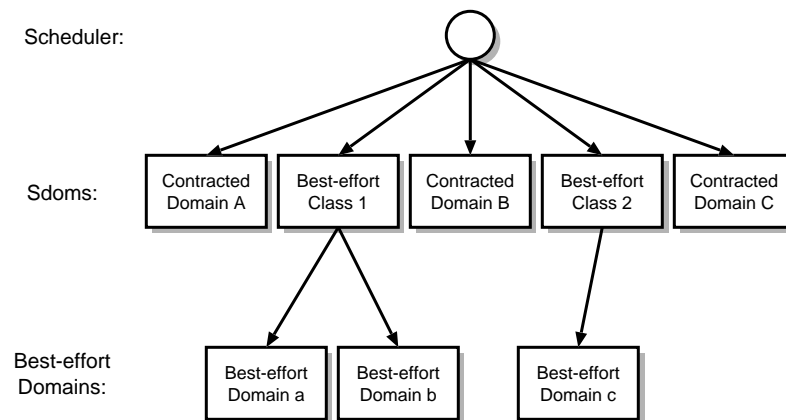 Scheduler:
Sdoms:
Contracted
Domain A
Best-effort
Class 1
Contracted
Domain B
Best-effort
Class 2
Contracted
Domain C
Best-effort
Domains:
Best-effort
Domain a
Best-effort
Domain b
Best-effort
Domain c